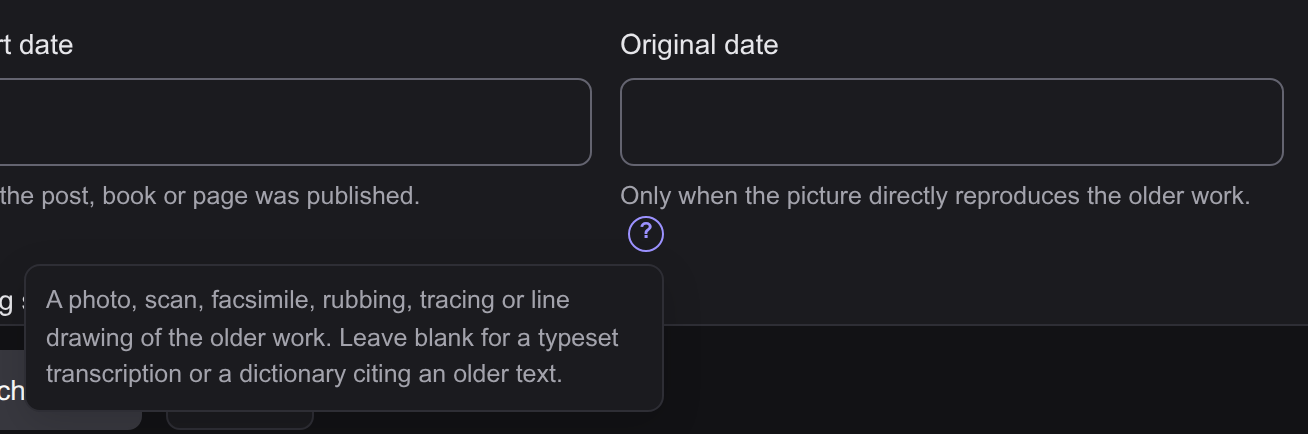 rt date
Original date
the post, book or page was published.
Only when the picture directly reproduces the older work.
?
g
A photo, scan, facsimile, rubbing, tracing or line
drawing of the older work. Leave blank for a typeset
transcription or a dictionary citing an older text.
ch